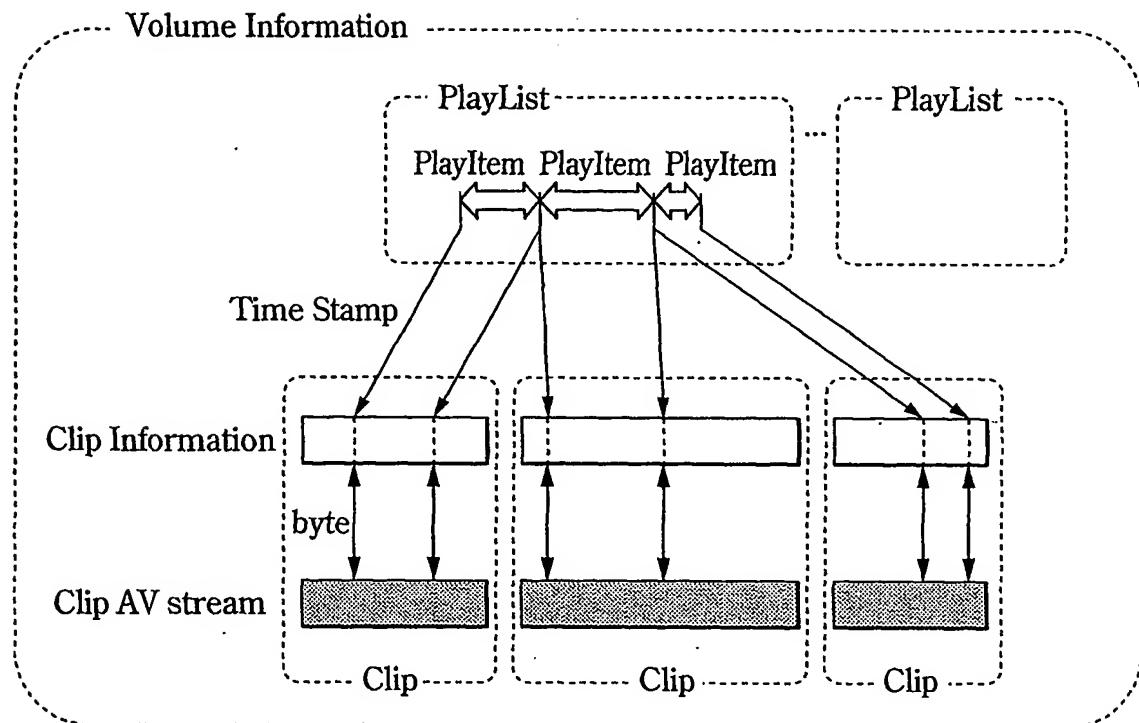 Volume Information
PlayList
...
PlayList
PlayItem PlayItem PlayItem
Time Stamp
Clip Information
byte
Clip AV stream
Clip
Clip
Clip